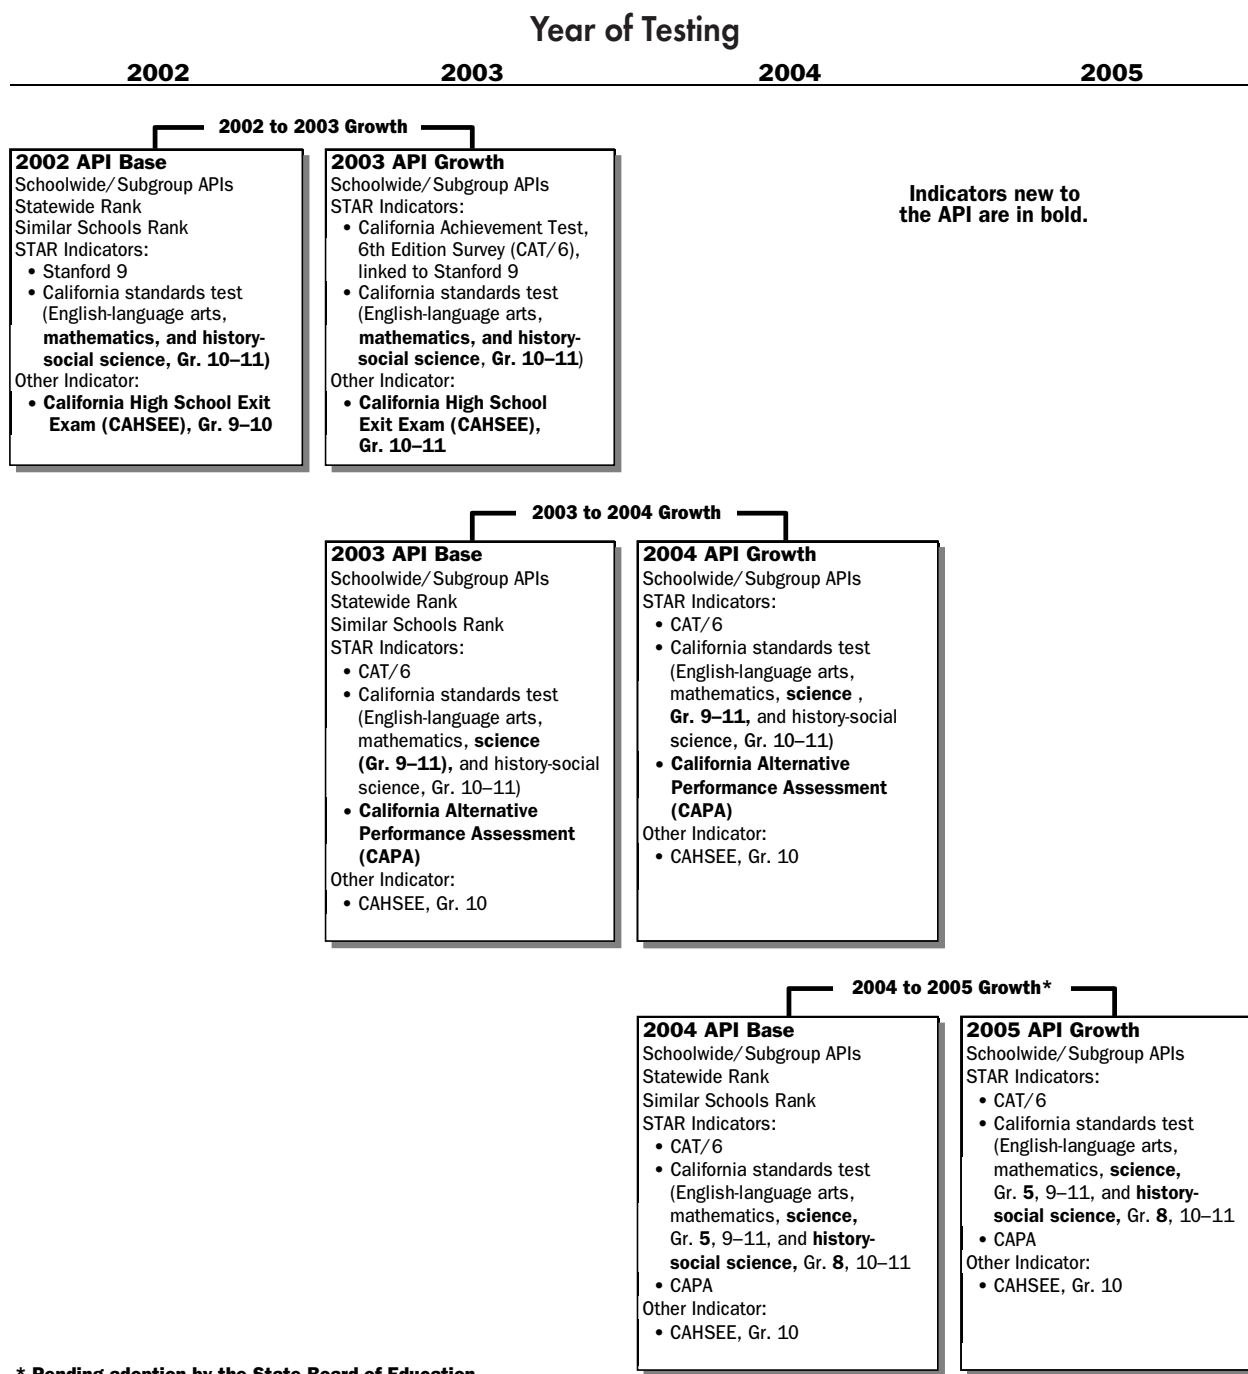 Year of Testing
2002 2003 2004 2005
2002 to 2003 Growth
2002 API Base
Schoolwide/Subgroup APIs
Statewide Rank
Similar Schools Rank
STAR Indicators:
• Stanford 9
• California standards test
(English-language arts,
mathematics, and history-
social science, Gr. 10–11)
Other Indicator:
• California High School Exit
Exam (CAHSEE), Gr. 9–10
2003 API Growth
Schoolwide/Subgroup APIs
STAR Indicators:
• California Achievement Test,
6th Edition Survey (CAT/6),
linked to Stanford 9
• California standards test
(English-language arts,
mathematics, and history-
social science, Gr. 10–11)
Other Indicator:
• California High School
Exit Exam (CAHSEE),
Gr. 10–11
Indicators new to
the API are in bold.
2003 to 2004 Growth
2003 API Base
Schoolwide/Subgroup APIs
Statewide Rank
Similar Schools Rank
STAR Indicators:
• CAT/6
• California standards test
(English-language arts,
mathematics, science
(Gr. 9–11), and history-social
science, Gr. 10–11)
• California Alternative
Performance Assessment
(CAPA)
Other Indicator:
• CAHSEE, Gr. 10
2004 API Growth
Schoolwide/Subgroup APIs
STAR Indicators:
• CAT/6
• California standards test
(English-language arts,
mathematics, science ,
Gr. 9–11, and history-social
science, Gr. 10–11)
• California Alternative
Performance Assessment
(CAPA)
Other Indicator:
• CAHSEE, Gr. 10
2004 to 2005 Growth*
2004 API Base
Schoolwide/Subgroup APIs
Statewide Rank
Similar Schools Rank
STAR Indicators:
• CAT/6
• California standards test
(English-language arts,
mathematics, science,
Gr. 5, 9–11, and history-
social science, Gr. 8, 10–11
• CAPA
Other Indicator:
• CAHSEE, Gr. 10
2005 API Growth
Schoolwide/Subgroup APIs
STAR Indicators:
• CAT/6
• California standards test
(English-language arts,
mathematics, science,
Gr. 5, 9–11, and history-
social science, Gr. 8, 10–11
• CAPA
Other Indicator:
• CAHSEE, Gr. 10
* Pending adoption by the State Board of Education